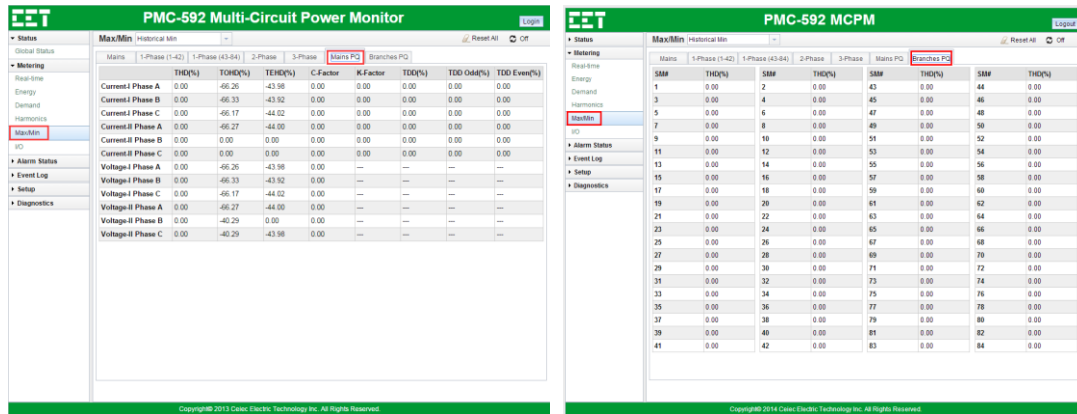 CET
PMC-592 Multi-Circuit Power Monitor
Login
Status
Global Status
Metering
Real-time
Energy
Demand
Harmonics
Max/Min
I/O
Alarm Status
Event Log
Setup
Diagnostics
Max/Min Historical Min Reset All Off
Mains 1-Phase (1-42) 1-Phase (43-84) 2-Phase 3-Phase Mains PQ Branches PQ
THD(%) TOHD(%) TEHD(%) C-Factor K-Factor TDD(%) TDD Odd(%) TDD Even(%)
Current-I Phase A 0.00 -66.26 -43.98 0.00 0.00 0.00 0.00 0.00
Current-I Phase B 0.00 -66.33 -43.92 0.00 0.00 0.00 0.00 0.00
Current-I Phase C 0.00 -66.17 -44.02 0.00 0.00 0.00 0.00 0.00
Current-II Phase A 0.00 -66.27 -44.00 0.00 0.00 0.00 0.00 0.00
Current-II Phase B 0.00 0.00 0.00 0.00 0.00 0.00 0.00 0.00
Current-II Phase C 0.00 0.00 0.00 0.00 0.00 0.00 0.00 0.00
Voltage-I Phase A 0.00 -66.26 -43.98 0.00 --- --- --- ---
Voltage-I Phase B 0.00 -66.33 -43.92 0.00 --- --- --- ---
Voltage-I Phase C 0.00 -66.17 -44.02 0.00 --- --- --- ---
Voltage-II Phase A 0.00 -66.27 -44.00 0.00 --- --- --- ---
Voltage-II Phase B 0.00 -40.29 0.00 0.00 --- --- --- ---
Voltage-II Phase C 0.00 -40.29 -43.98 0.00 --- --- --- ---
Copyright© 2013 Ceiec Electric Technology Inc. All Rights Reserved.
CET
PMC-592 MCPM
Logout
Status
Metering
Real-time
Energy
Demand
Harmonics
Max/Min
I/O
Alarm Status
Event Log
Setup
Diagnostics
Max/Min Historical Min Reset All Off
Mains 1-Phase (1-42) 1-Phase (43-84) 2-Phase 3-Phase Mains PQ Branches PQ
SM# THD(%) SM# THD(%) SM# THD(%) SM# THD(%)
1 0.00 2 0.00 43 0.00 44 0.00
3 0.00 4 0.00 45 0.00 46 0.00
5 0.00 6 0.00 47 0.00 48 0.00
7 0.00 8 0.00 49 0.00 50 0.00
9 0.00 10 0.00 51 0.00 52 0.00
11 0.00 12 0.00 53 0.00 54 0.00
13 0.00 14 0.00 55 0.00 56 0.00
15 0.00 16 0.00 57 0.00 58 0.00
17 0.00 18 0.00 59 0.00 60 0.00
19 0.00 20 0.00 61 0.00 62 0.00
21 0.00 22 0.00 63 0.00 64 0.00
23 0.00 24 0.00 65 0.00 66 0.00
25 0.00 26 0.00 67 0.00 68 0.00
27 0.00 28 0.00 69 0.00 70 0.00
29 0.00 30 0.00 71 0.00 72 0.00
31 0.00 32 0.00 73 0.00 74 0.00
33 0.00 34 0.00 75 0.00 76 0.00
35 0.00 36 0.00 77 0.00 78 0.00
37 0.00 38 0.00 79 0.00 80 0.00
39 0.00 40 0.00 81 0.00 82 0.00
41 0.00 42 0.00 83 0.00 84 0.00
Copyright© 2014 Ceiec Electric Technology Inc. All Rights Reserved.